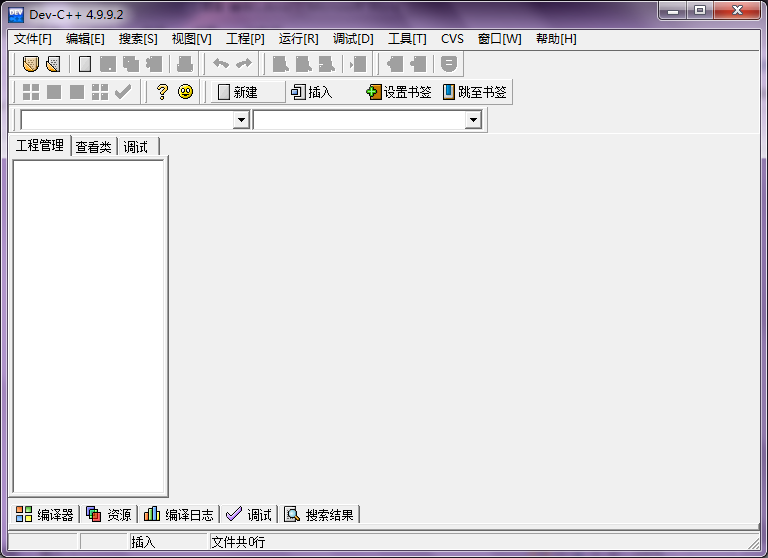 Dev-C++ 4.9.9.2
文件[F] 编辑[E] 搜索[S] 视图[V] 工程[P] 运行[R] 调试[D] 工具[T] CVS 窗口[W] 帮助[H]
新建 插入 设置书签 跳至书签
工程管理 查看类 调试
编译器 资源 编译日志 调试 搜索结果
插入 文件共0行